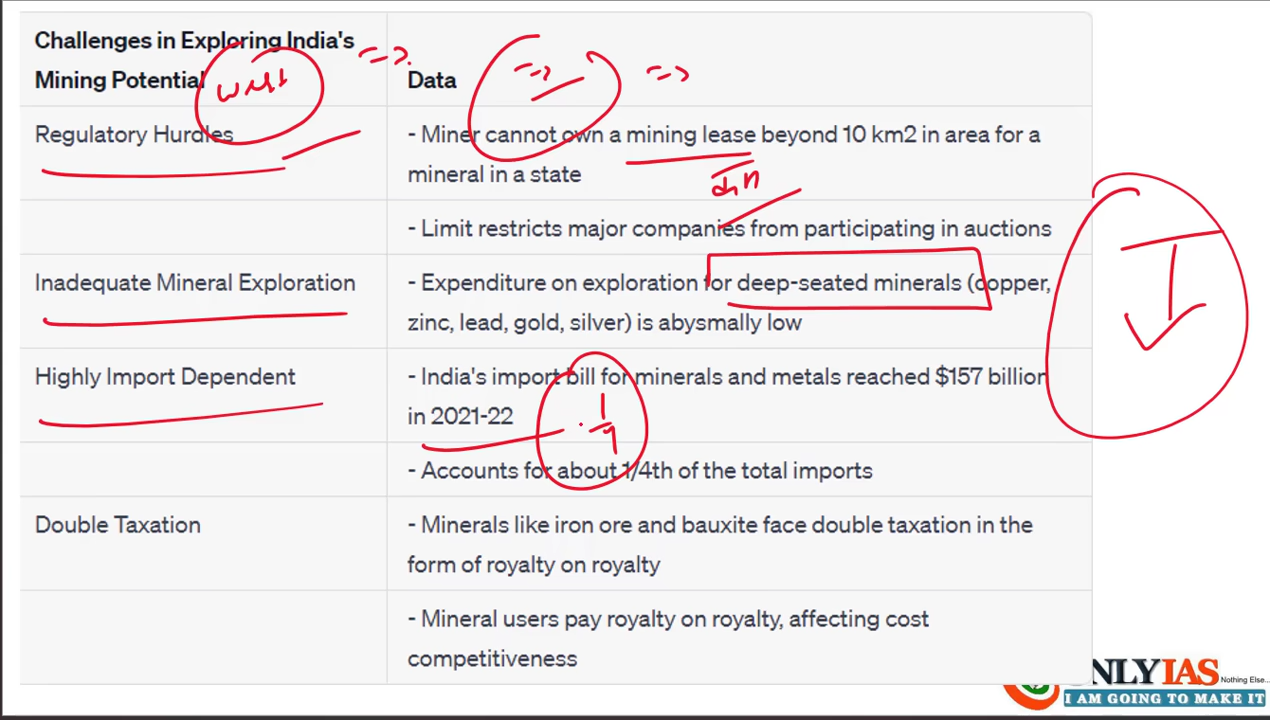 Challenges in Exploring India's
Mining Potential
Data
Regulatory Hurdles
- Miner cannot own a mining lease beyond 10 km2 in area for a
mineral in a state
- Limit restricts major companies from participating in auctions
Inadequate Mineral Exploration
- Expenditure on exploration for deep-seated minerals (copper,
zinc, lead, gold, silver) is abysmally low
Highly Import Dependent
- India's import bill for minerals and metals reached $157 billion
in 2021-22
- Accounts for about 1/4th of the total imports
Double Taxation
- Minerals like iron ore and bauxite face double taxation in the
form of royalty on royalty
- Mineral users pay royalty on royalty, affecting cost
competitiveness
ONLYIAS
Nothing Else...
I AM GOING TO MAKE IT